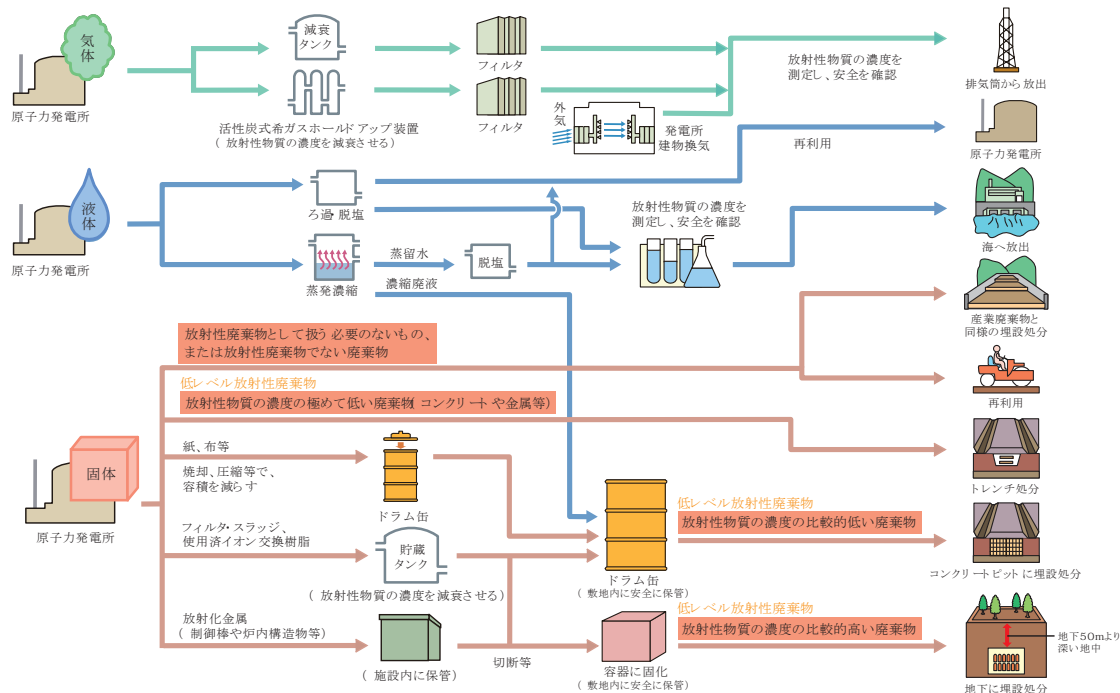 気体
原子力発電所
減衰
タンク
フィルタ
活性炭式希ガスホールドアップ装置
(放射性物質の濃度を減衰させる)
フィルタ
外気
発電所
建物換気
放射性物質の濃度を
測定し、安全を確認
排気筒から放出
再利用
原子力発電所
液体
原子力発電所
ろ過・脱塩
蒸発濃縮
蒸留水
濃縮廃液
脱塩
放射性物質の濃度を
測定し、安全を確認
海へ放出
産業廃棄物と
同様の埋設処分
放射性廃棄物として扱う必要のないもの、
または放射性廃棄物でない廃棄物
再利用
低レベル放射性廃棄物
放射性物質の濃度の極めて低い廃棄物(コンクリートや金属等)
トレンチ処分
固体
原子力発電所
紙、布等
焼却、圧縮等で、
容積を減らす
ドラム缶
フィルタ・スラッジ、
使用済イオン交換樹脂
貯蔵
タンク
(放射性物質の濃度を減衰させる)
ドラム缶
(敷地内に安全に保管)
低レベル放射性廃棄物
放射性物質の濃度の比較的低い廃棄物
コンクリートピットに埋設処分
放射化金属
(制御棒や炉内構造物等)
(施設内に保管)
切断等
容器に固化
(敷地内に安全に保管)
低レベル放射性廃棄物
放射性物質の濃度の比較的高い廃棄物
地下50mより
深い地中
地下に埋設処分